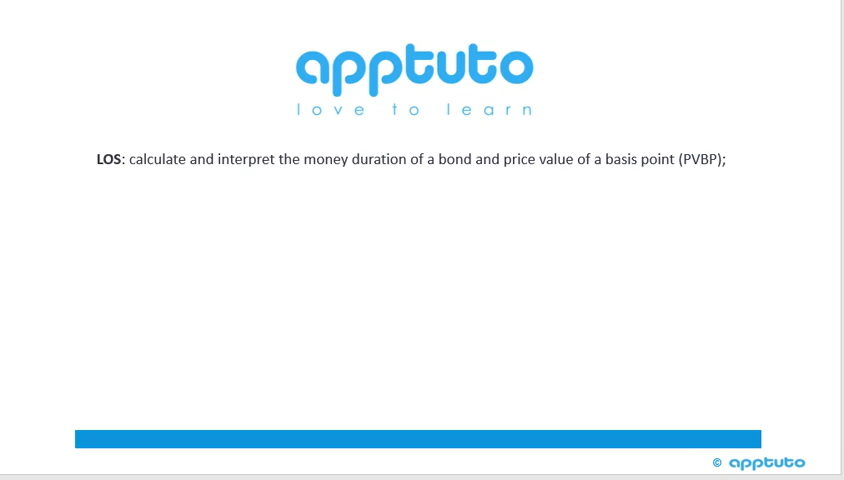 apptuto
love to learn
LOS: calculate and interpret the money duration of a bond and price value of a basis point (PVBP);
© apptuto